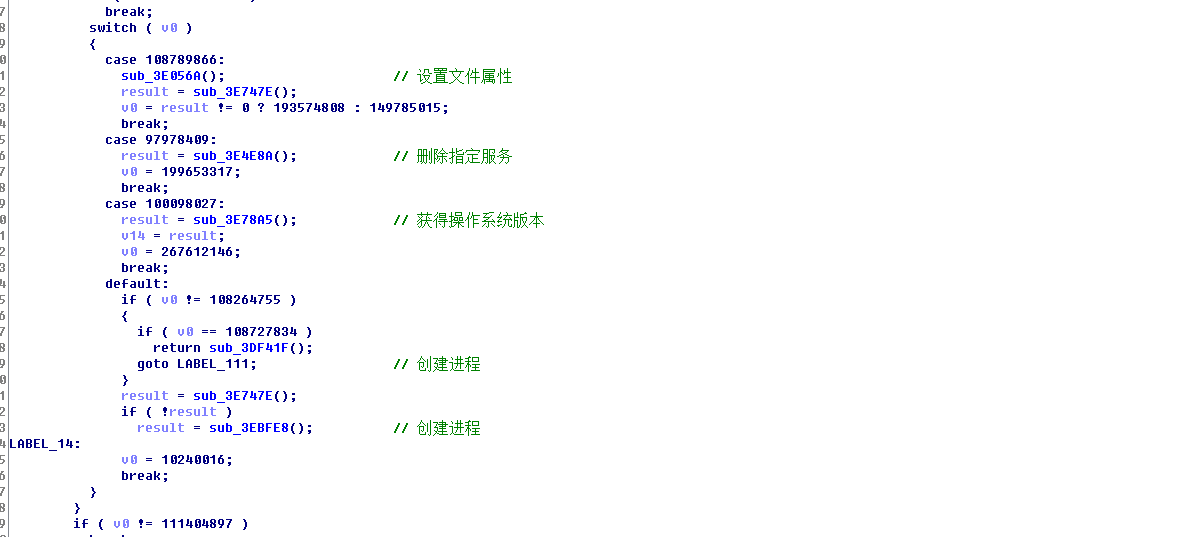 7 break;
8 switch ( v0 )
9 {
0 case 108789866:
1 sub_3E056A(); // 设置文件属性
2 result = sub_3E747E();
3 v0 = result != 0 ? 193574808 : 149785015;
4 break;
5 case 97978409:
6 result = sub_3E4E8A(); // 删除指定服务
7 v0 = 199653317;
8 break;
9 case 100098027:
0 result = sub_3E78A5(); // 获得操作系统版本
1 v14 = result;
2 v0 = 267612146;
3 break;
4 default:
5 if ( v0 != 108264755 )
6 {
7 if ( v0 == 108727834 )
8 return sub_3DF41F();
9 goto LABEL_111; // 创建进程
0 }
1 result = sub_3E747E();
2 if ( !result )
3 result = sub_3EBFE8(); // 创建进程
4 LABEL_14:
5 v0 = 10240016;
6 break;
7 }
8 }
9 if ( v0 != 111404897 )